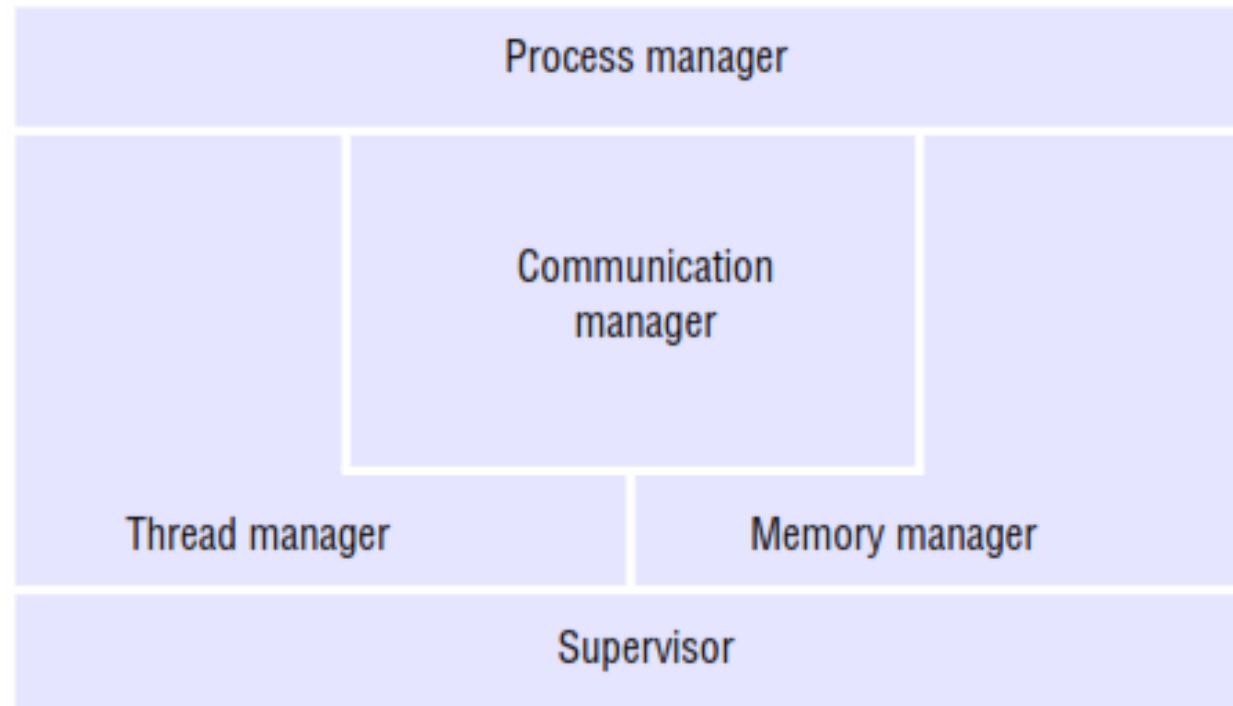 Process manager
Communication
manager
Thread manager
Memory manager
Supervisor